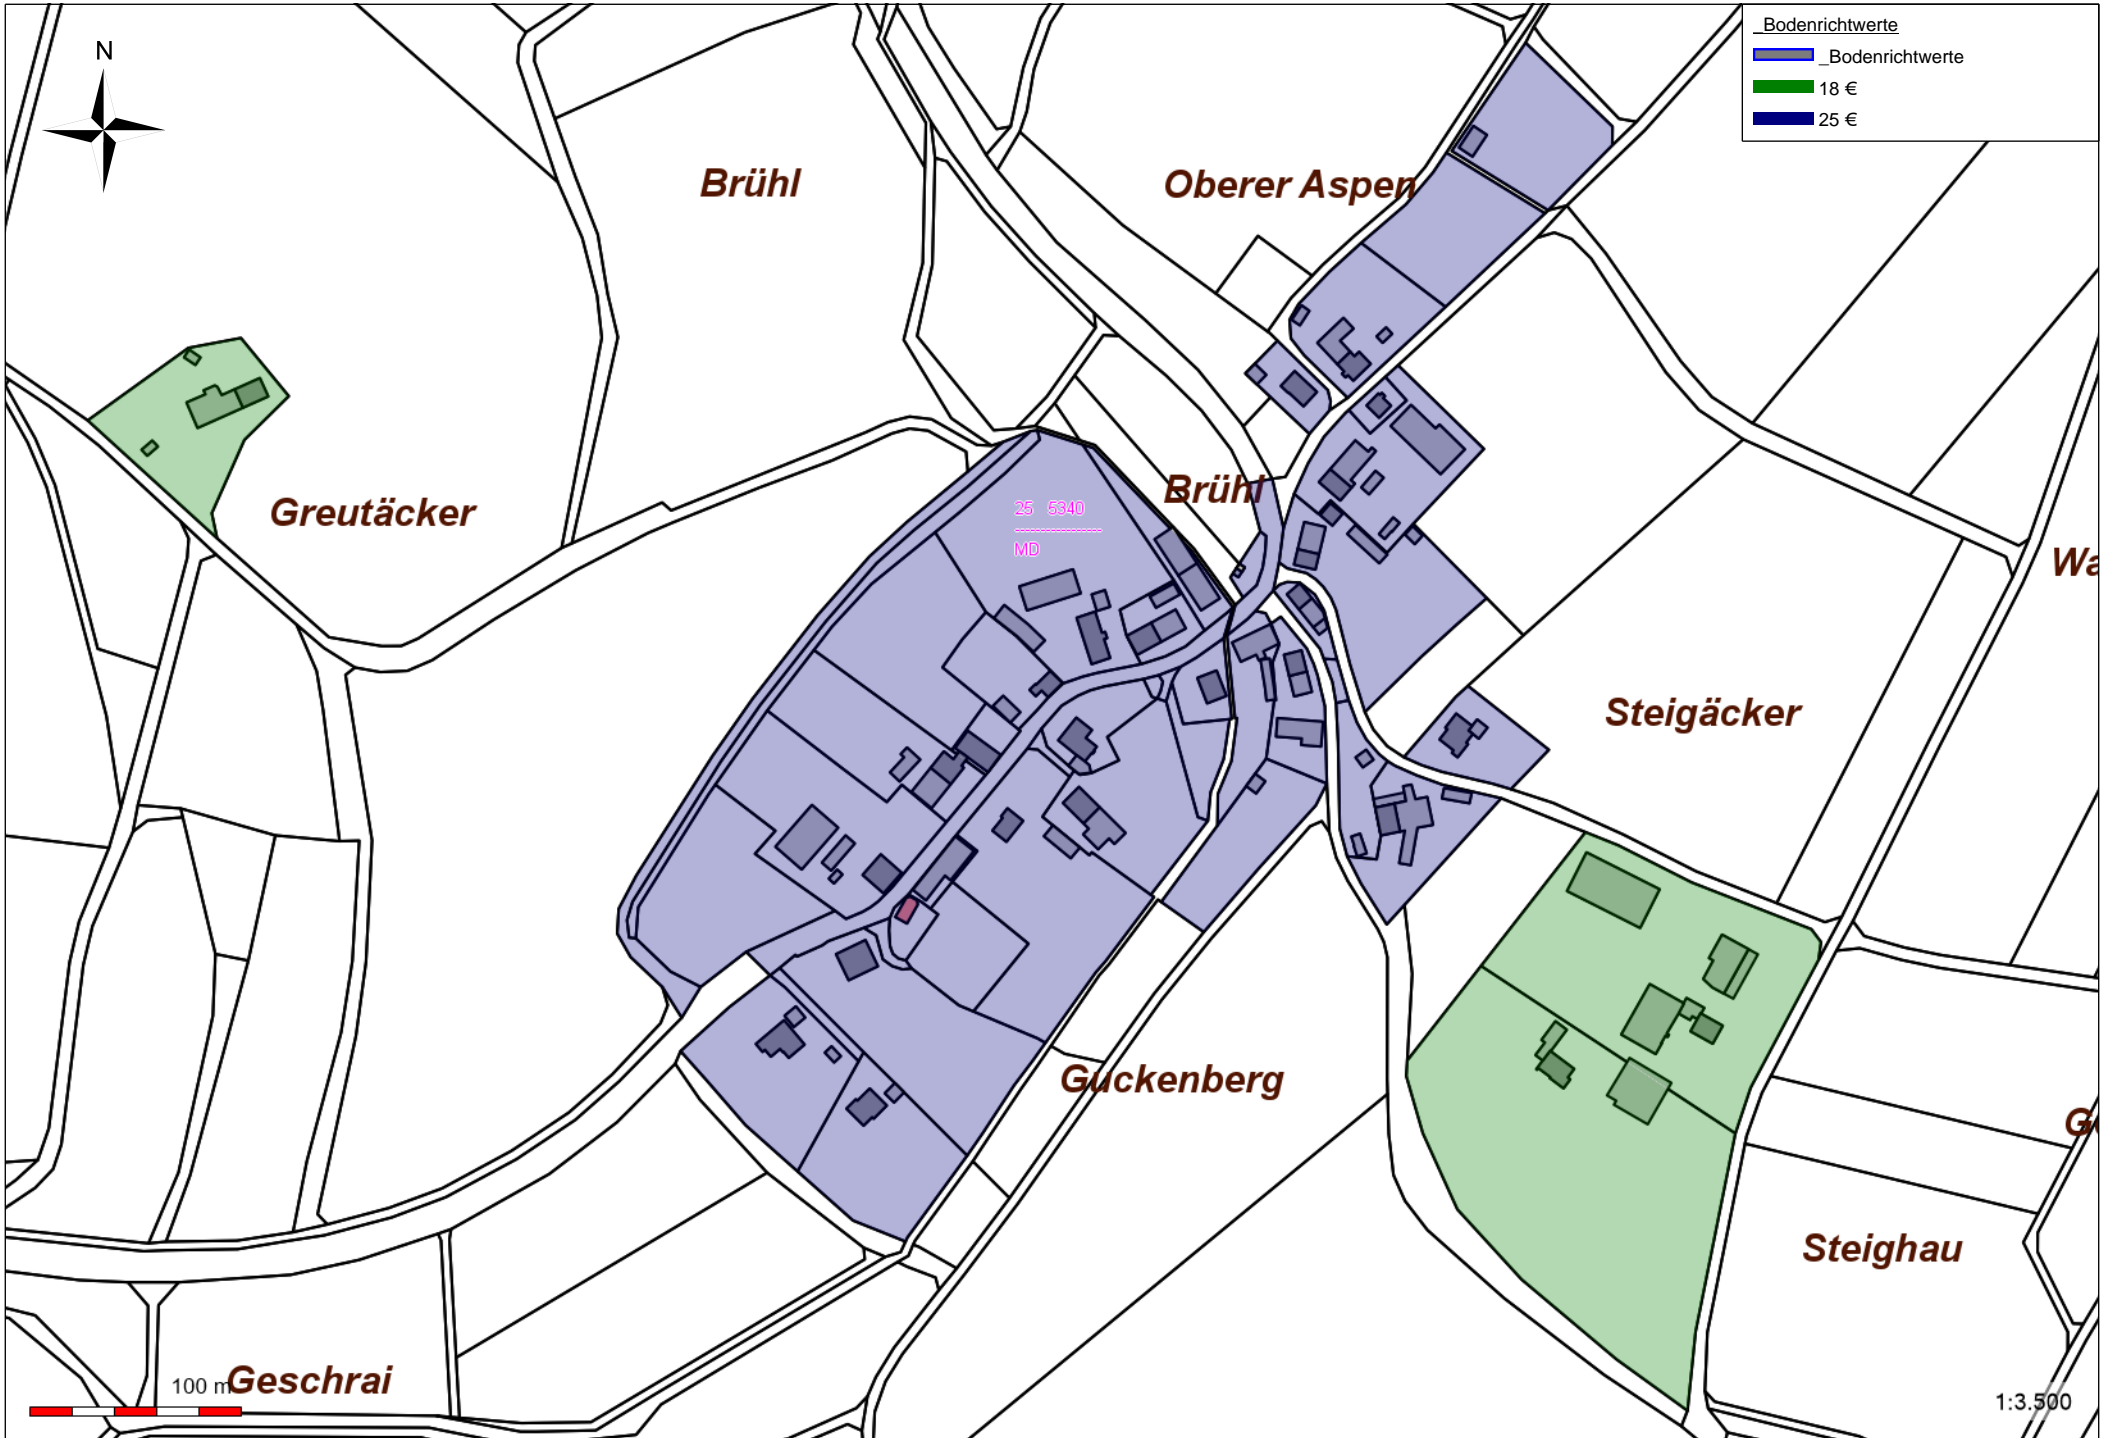 _Bodenrichtwerte
_Bodenrichtwerte
18 €
25 €
N
Brühl
Oberer Aspen
Brühl
25 5340
-----------------
MD
Greutäcker
Wa
Steigäcker
Guckenberg
G
Steighau
Geschrai
100 m
1:3.500